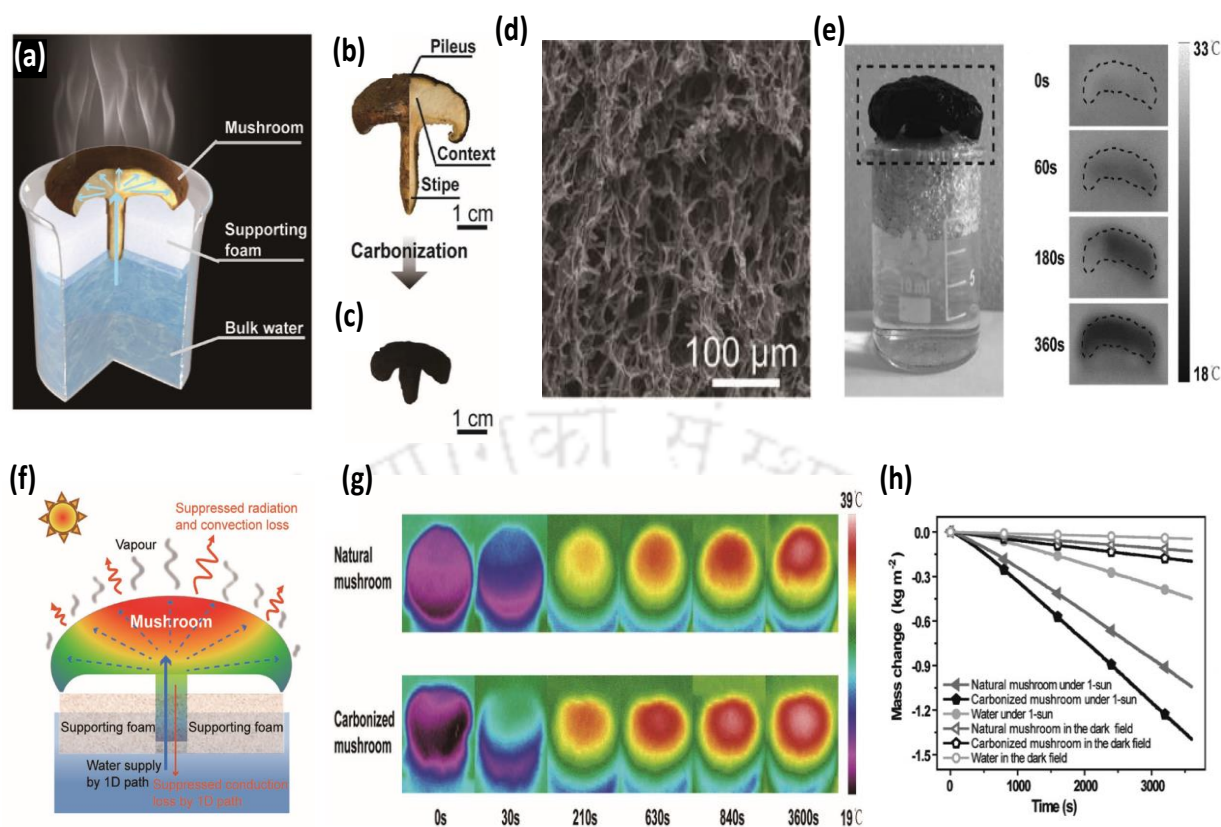 (a)
Mushroom
Supporting
foam
Bulk water
(b)
Pileus
Context
Stipe
1 cm
Carbonization
(c)
1 cm
(d)
100 µm
(e)
5
10 ml
0s
60s
180s
360s
33℃
18℃
(f)
Suppressed radiation
and convection loss
Vapour
Mushroom
Supporting foam
Supporting foam
Water supply
by 1D path
Suppressed conduction
loss by 1D path
(g)
Natural
mushroom
Carbonized
mushroom
0s
30s
210s
630s
840s
3600s
39℃
19℃
(h)
Mass change (kg m⁻²)
0.0
-0.3
-0.6
-0.9
-1.2
-1.5
Natural mushroom under 1-sun
Carbonized mushroom under 1-sun
Water under 1-sun
Natural mushroom in the dark field
Carbonized mushroom in the dark field
Water in the dark field
0
1000
2000
3000
Time (s)